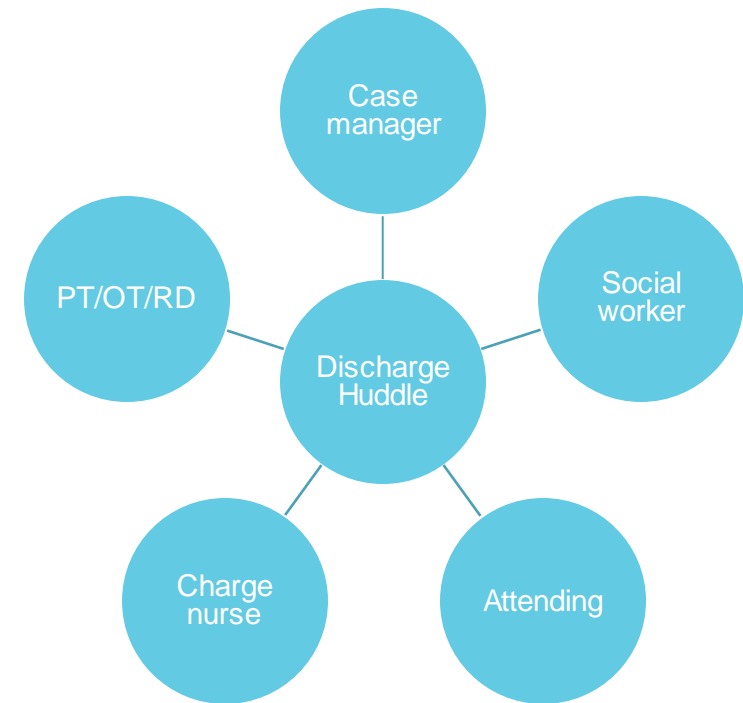 Case
manager
PT/OT/RD
Social
worker
Discharge
Huddle
Charge
nurse
Attending